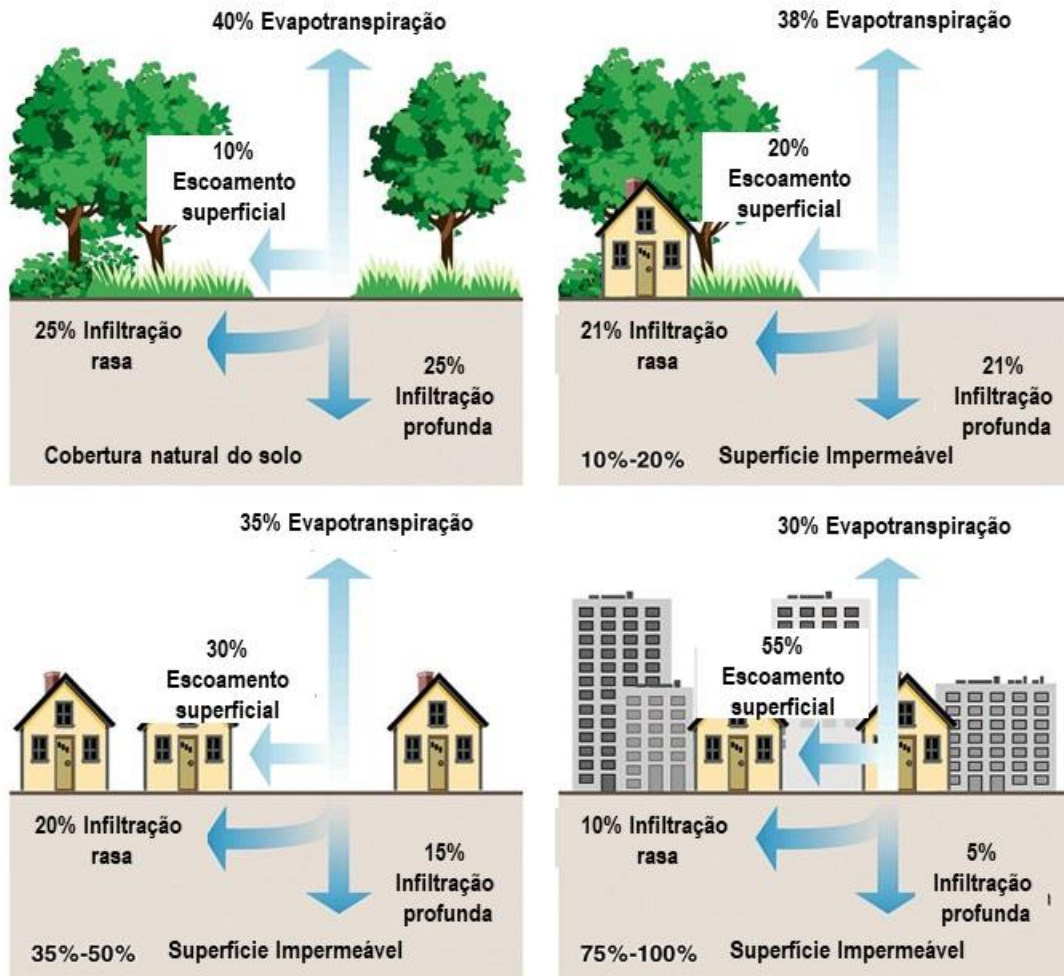 40% Evapotranspiração
10%
Escoamento
superficial
25% Infiltração
rasa
25%
Infiltração
profunda
Cobertura natural do solo
38% Evapotranspiração
20%
Escoamento
superficial
21% Infiltração
rasa
21%
Infiltração
profunda
10%-20% Superfície Impermeável
35% Evapotranspiração
30%
Escoamento
superficial
20% Infiltração
rasa
15%
Infiltração
profunda
35%-50% Superfície Impermeável
30% Evapotranspiração
55%
Escoamento
superficial
10% Infiltração
rasa
5%
Infiltração
profunda
75%-100% Superfície Impermeável